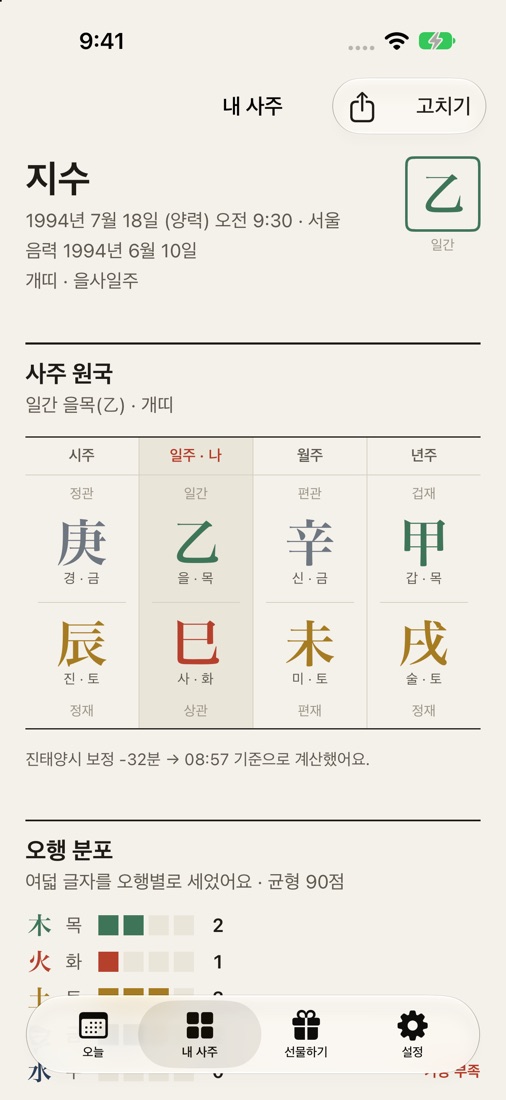 9:41
내 사주
고치기
지수
乙
1994년 7월 18일 (양력) 오전 9:30 · 서울
음력 1994년 6월 10일
일간
개띠 · 을사일주
사주 원국
일간 을목(乙) · 개띠
시주 일주 · 나 월주 년주
정관 일간 편관 겁재
庚 乙 辛 甲
경 · 금 을 · 목 신 · 금 갑 · 목
辰 巳 未 戌
진 · 토 사 · 화 미 · 토 술 · 토
정재 상관 편재 정재
진태양시 보정 -32분 → 08:57 기준으로 계산했어요.
오행 분포
여덟 글자를 오행별로 세었어요 · 균형 90점
木 목 2
火 화 1
土 토
水 부족
오늘 내 사주 선물하기 설정